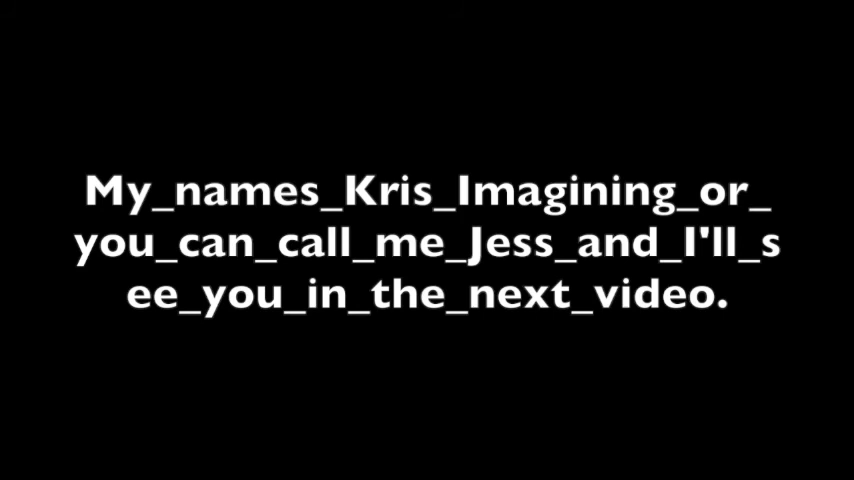 My_names_Kris_Imagining_or_
you_can_call_me_Jess_and_I'll_s
ee_you_in_the_next_video.